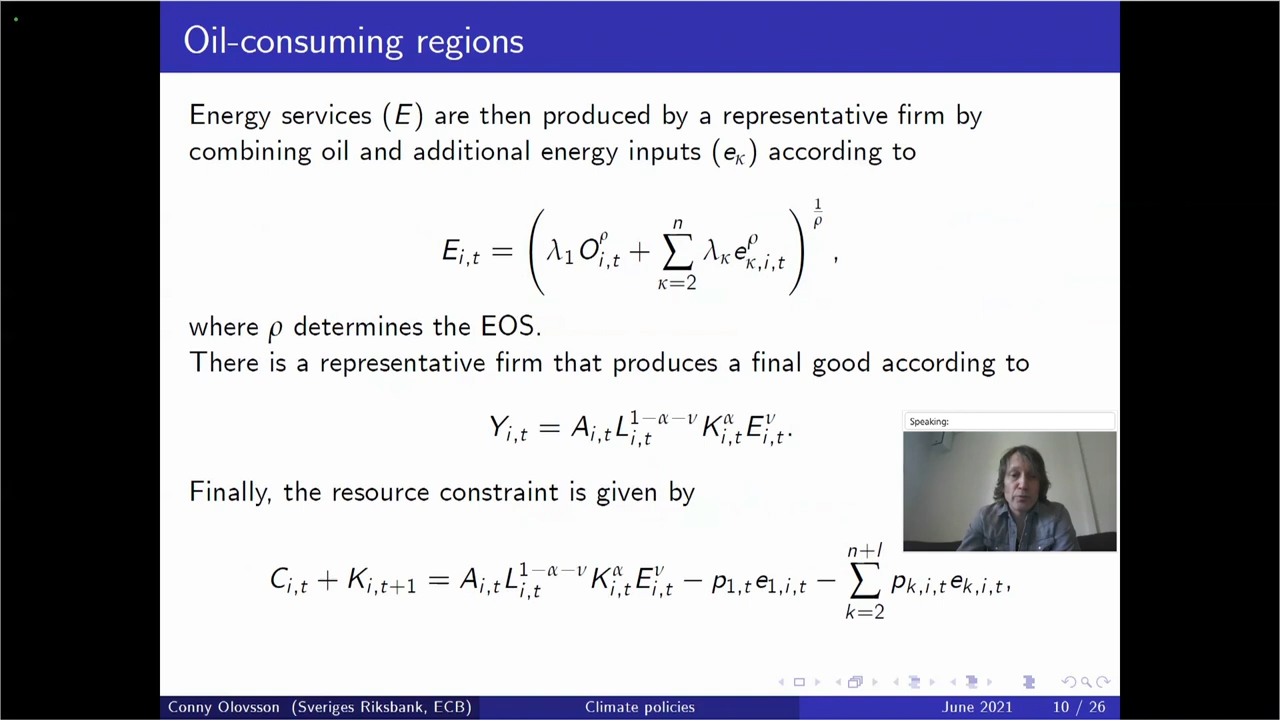 Oil-consuming regions
Energy services (E) are then produced by a representative firm by
combining oil and additional energy inputs (e_κ) according to
E_{i,t} = ( λ_1 O^ρ_{i,t} + ∑_{κ=2}^{n} λ_κ e^ρ_{κ,i,t} )^{1/ρ} ,
where ρ determines the EOS.
There is a representative firm that produces a final good according to
Y_{i,t} = A_{i,t} L^{1−α−ν}_{i,t} K^α_{i,t} E^ν_{i,t}.
Speaking:
Finally, the resource constraint is given by
C_{i,t} + K_{i,t+1} = A_{i,t} L^{1−α−ν}_{i,t} K^α_{i,t} E^ν_{i,t} − p_{1,t} e_{1,i,t} − ∑_{k=2}^{n+l} p_{k,i,t} e_{k,i,t},
Conny Olovsson (Sveriges Riksbank, ECB) Climate policies June 2021 10 / 26